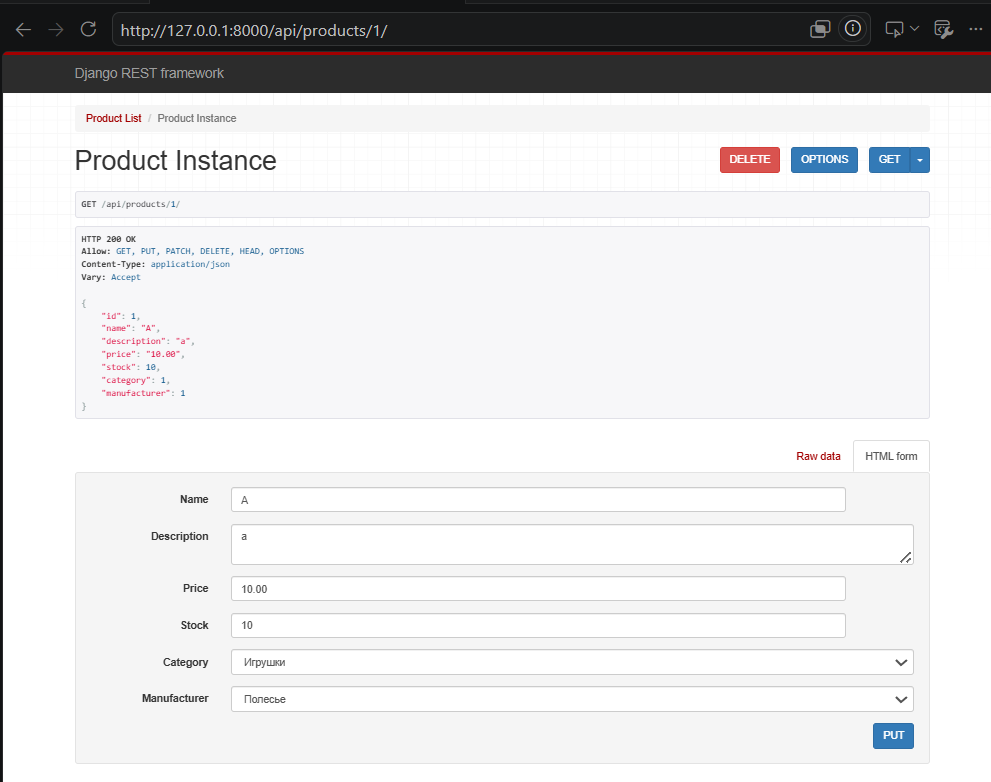 http://127.0.0.1:8000/api/products/1/
Django REST framework
Product List / Product Instance
Product Instance
DELETE
OPTIONS
GET
GET /api/products/1/
HTTP 200 OK
Allow: GET, PUT, PATCH, DELETE, HEAD, OPTIONS
Content-Type: application/json
Vary: Accept
{
    "id": 1,
    "name": "A",
    "description": "a",
    "price": "10.00",
    "stock": 10,
    "category": 1,
    "manufacturer": 1
}
Raw data
HTML form
Name A
Description a
Price 10.00
Stock 10
Category Игрушки
Manufacturer Полесье
PUT